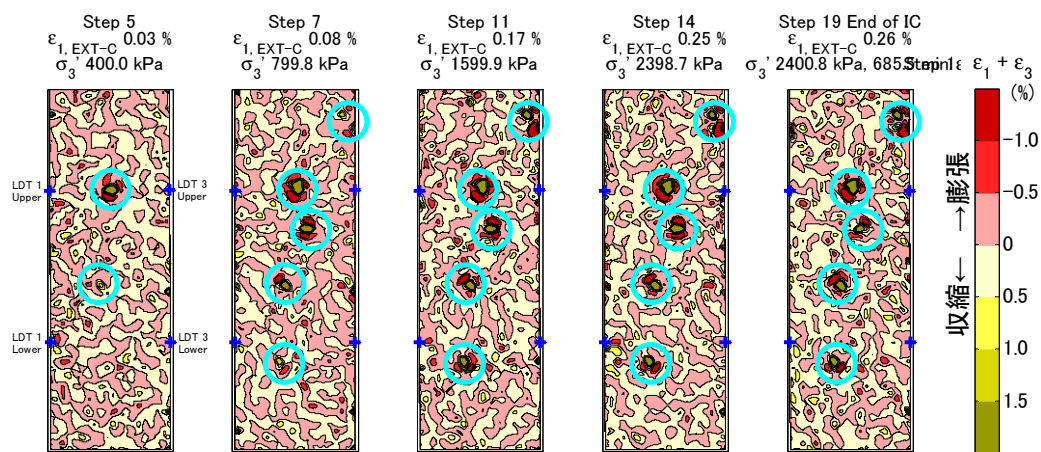 Step 5
ε1, EXT-C 0.03 %
σ3' 400.0 kPa
Step 7
ε1, EXT-C 0.08 %
σ3' 799.8 kPa
Step 11
ε1, EXT-C 0.17 %
σ3' 1599.9 kPa
Step 14
ε1, EXT-C 0.25 %
σ3' 2398.7 kPa
Step 19 End of IC
ε1, EXT-C 0.26 %
σ3' 2400.8 kPa,
ε1 + ε3
(%)
LDT 1
Upper
LDT 3
Upper
LDT 1
Lower
LDT 3
Lower
-1.0
-0.5
0
0.5
1.0
1.5
収縮← →膨張